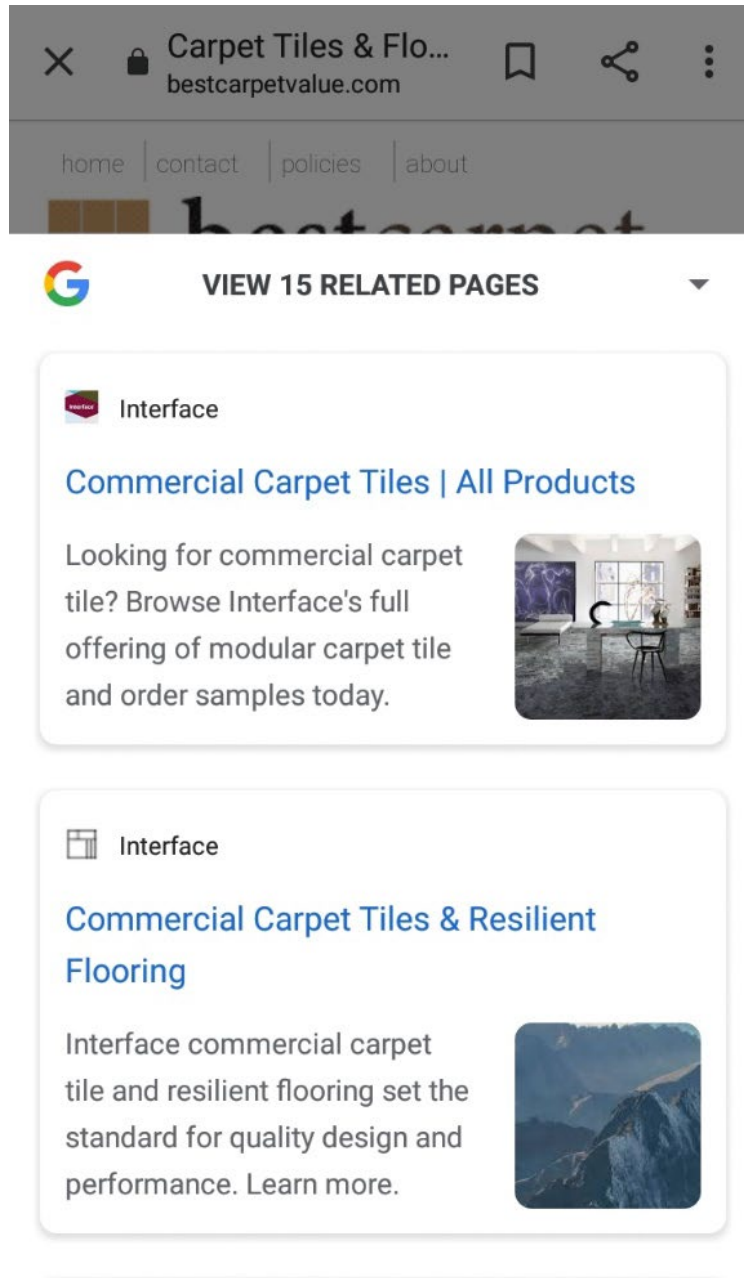 Carpet Tiles & Flo...
bestcarpetvalue.com
home contact policies about
bestcarpet
VIEW 15 RELATED PAGES
Interface
Commercial Carpet Tiles | All Products
Looking for commercial carpet
tile? Browse Interface's full
offering of modular carpet tile
and order samples today.
Interface
Commercial Carpet Tiles & Resilient
Flooring
Interface commercial carpet
tile and resilient flooring set the
standard for quality design and
performance. Learn more.